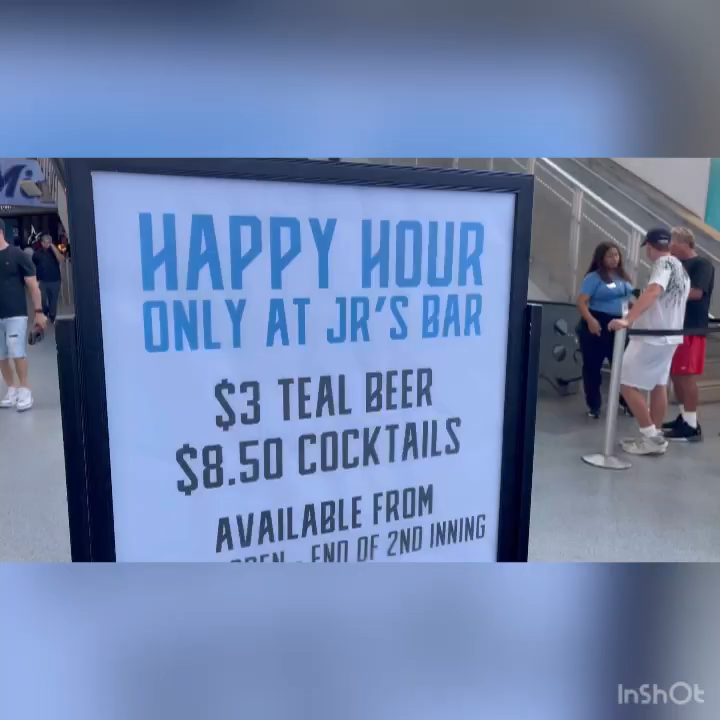 HAPPY HOUR
ONLY AT JR'S BAR
$3 TEAL BEER
$8.50 COCKTAILS
AVAILABLE FROM
END OF 2ND INNING
InShOt